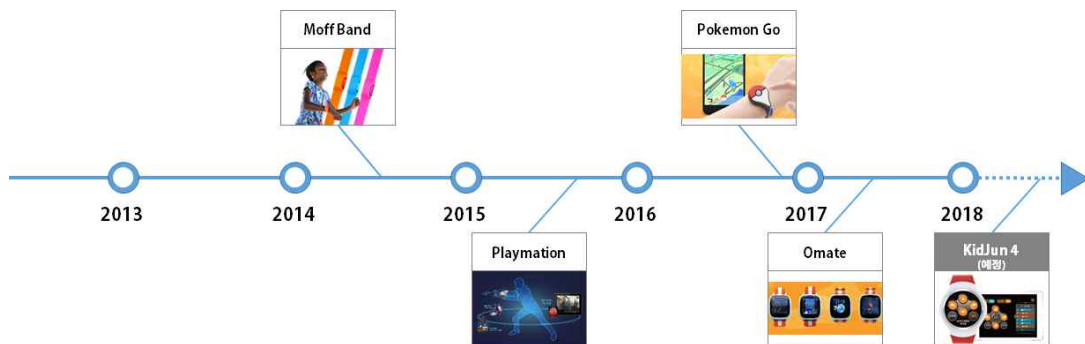 Moff Band
Pokemon Go
2013
2014
2015
2016
2017
2018
Playmation
Omate
KidJun 4
(예정)